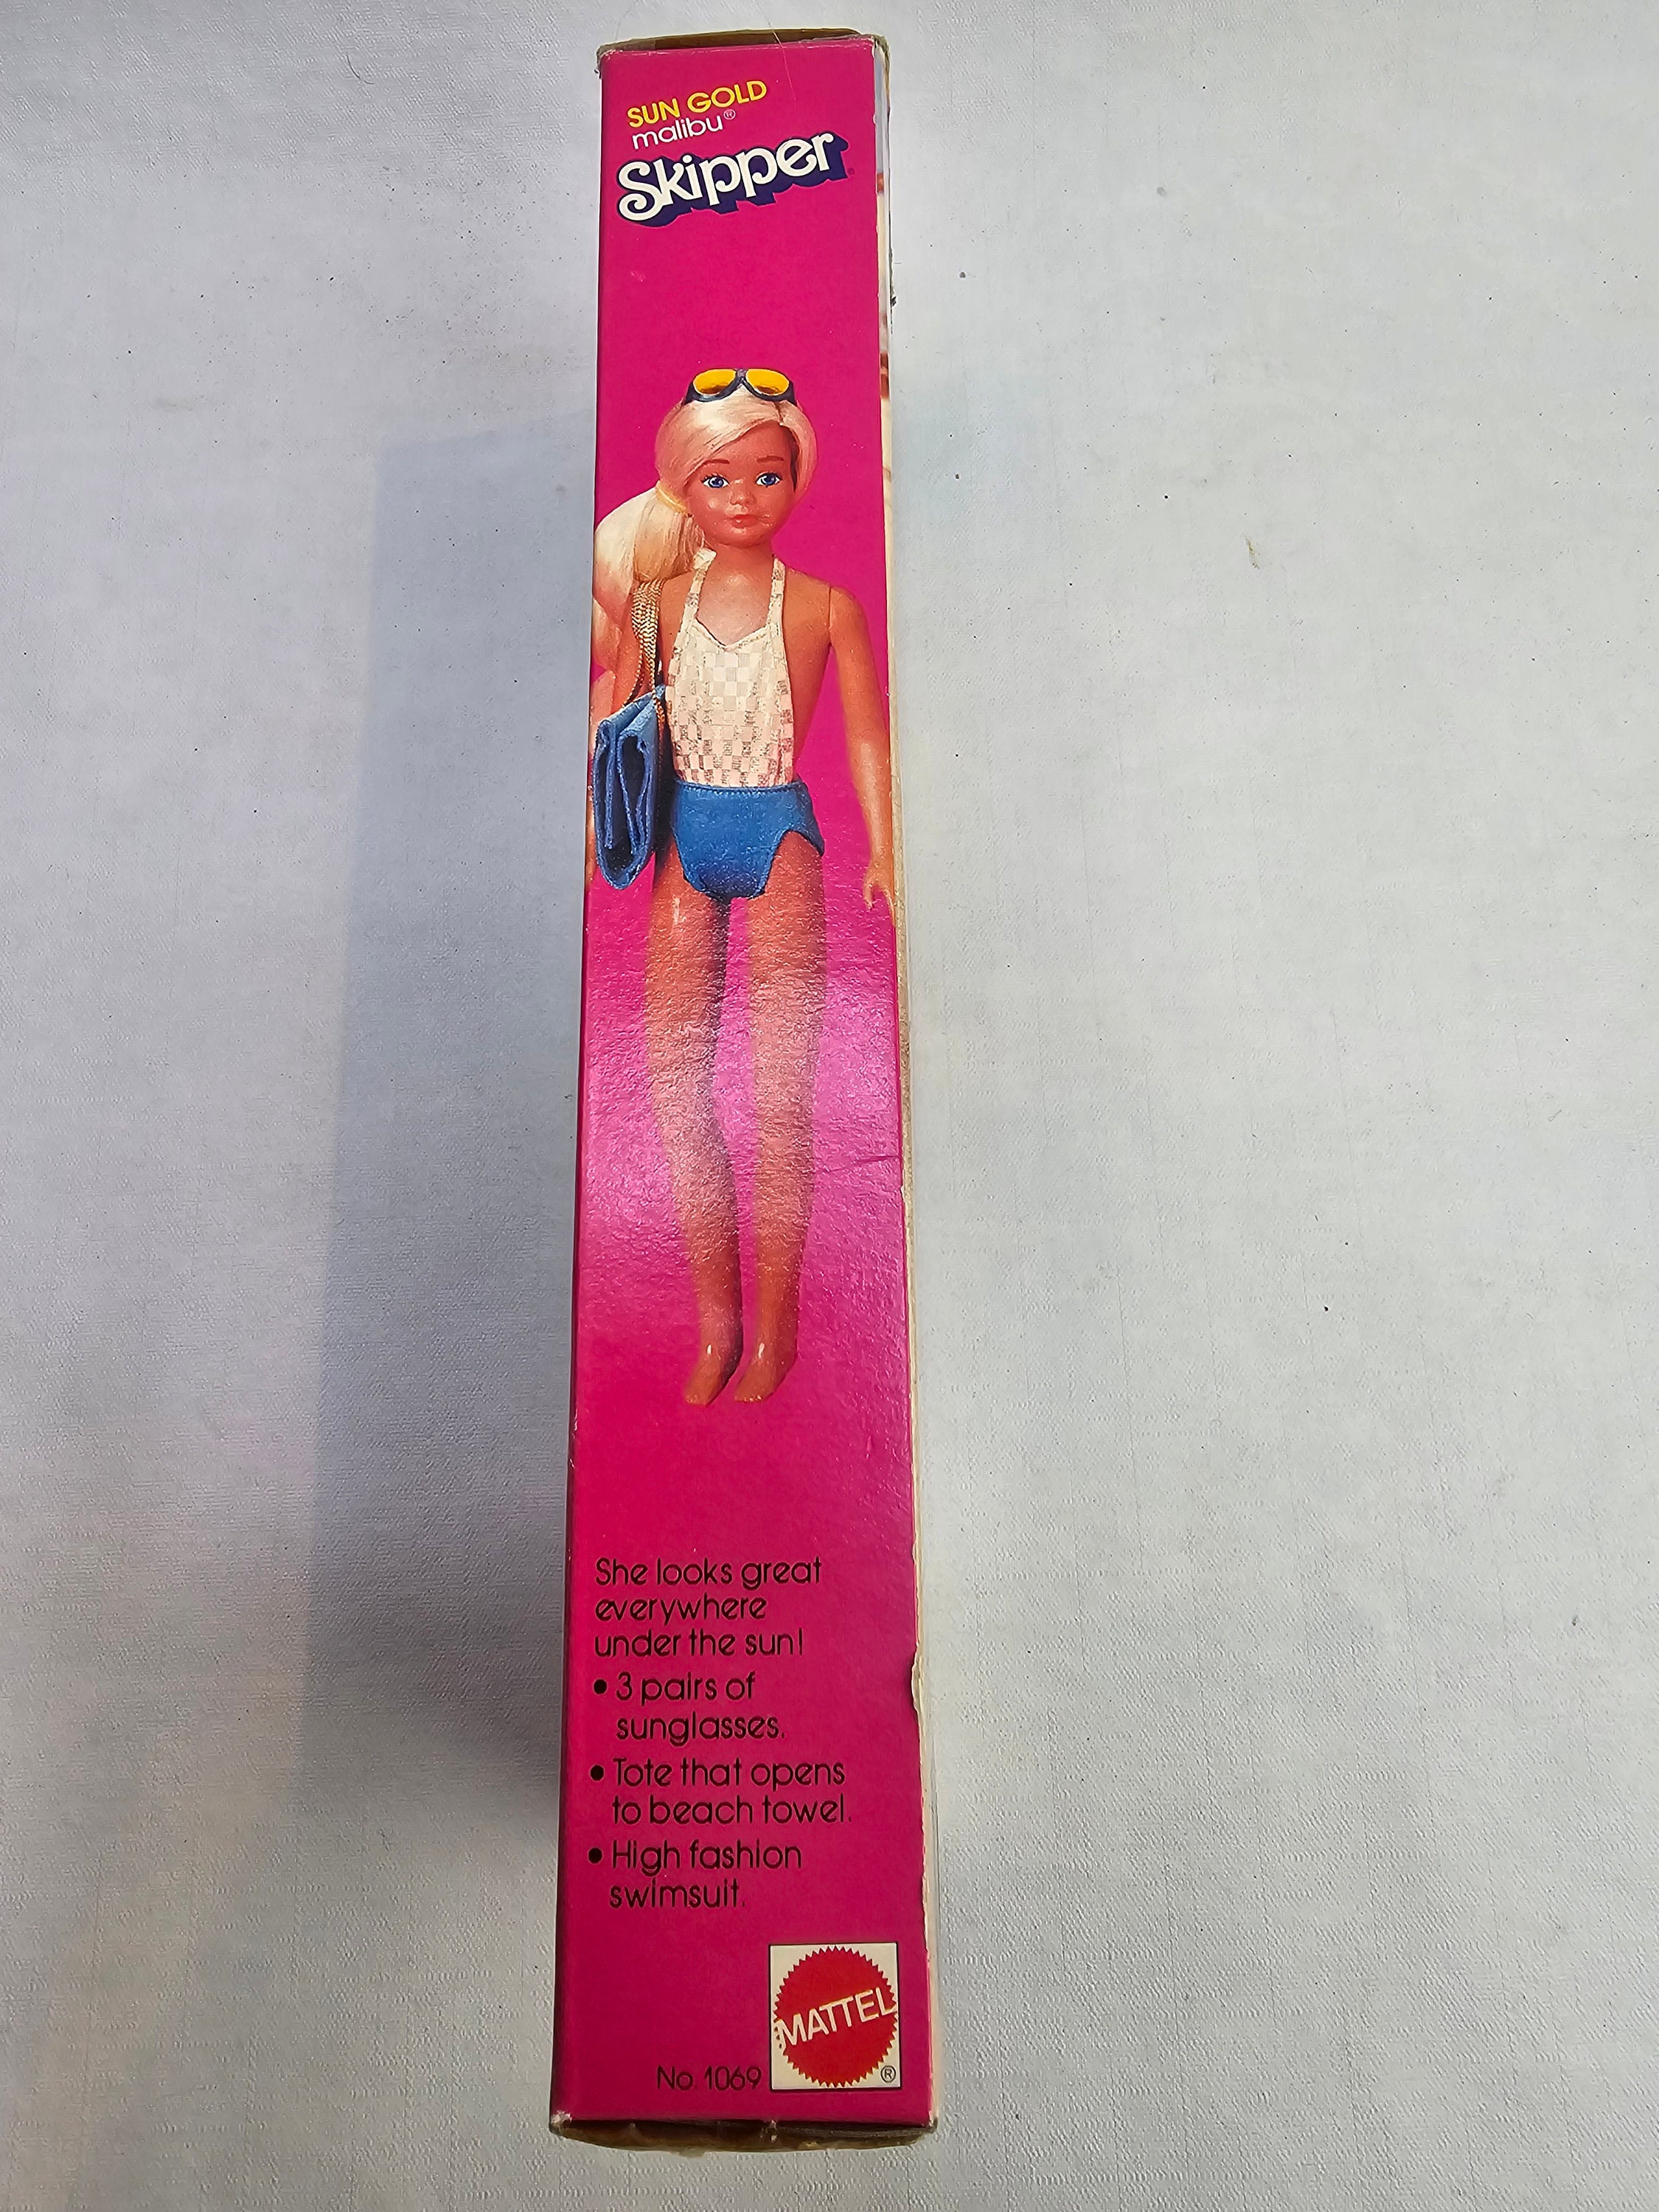 SUN GOLD
malibu®
Skipper
She looks great
everywhere
under the sun!
• 3 pairs of
sunglasses.
• Tote that opens
to beach towel.
• High fashion
swimsuit.
MATTEL
No. 1069 ®